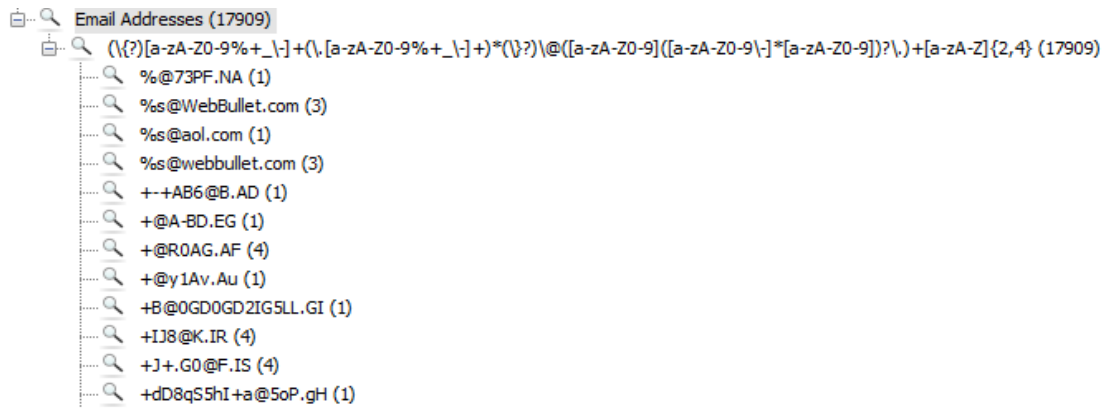 Email Addresses (17909)
(\{?)[a-zA-Z0-9%+_\-]+(\.[a-zA-Z0-9%+_\-]+)*(\}?)\@([a-zA-Z0-9]([a-zA-Z0-9\-]*[a-zA-Z0-9])?\.)+[a-zA-Z]{2,4} (17909)
%@73PF.NA (1)
%s@WebBullet.com (3)
%s@aol.com (1)
%s@webbullet.com (3)
+-+AB6@B.AD (1)
+@A-BD.EG (1)
+@R0AG.AF (4)
+@y1Av.Au (1)
+B@0GD0GD2IG5LL.GI (1)
+IJ8@K.IR (4)
+J+.G0@F.IS (4)
+dD8qS5hI+a@5oP.gH (1)